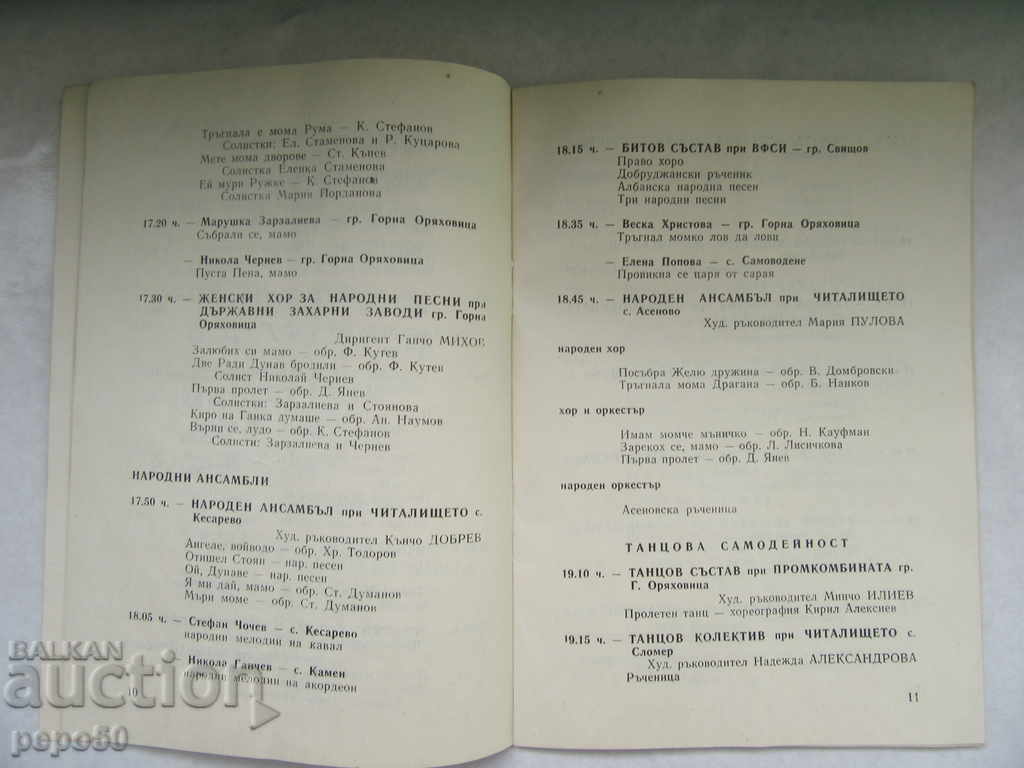 Тръгнала е мома Рума — К. Стефанов
Солистки: Ел. Стаменова и Р. Куцарова
Мете мома дворове — Ст. Кънев
Солистка Еленка Стаменова
Ей мури Ружке — К. Стефанов
Солистка Мария Порданова
17.20 ч. — Марушка Зарзалиева — гр. Горна Оряховица
Събрали се, мамо
— Никола Чернев — гр. Горна Оряховица
Пуста Пена, мамо
17.30 ч. — ЖЕНСКИ ХОР ЗА НАРОДНИ ПЕСНИ при
ДЪРЖАВНИ ЗАХАРНИ ЗАВОДИ гр. Горна
Оряховица
Диригент Ганчо МИХОВ
Залюбих си мамо — обр. Ф. Кутев
Две Ради Дунав бродили — обр. Ф. Кутев
Солист Николай Чернев
Първа пролет — обр. Д. Янев
Солистки: Зарзалиева и Стоянова
Киро на Ганка думаше — обр. Ан. Наумов
Върни се, лудо — обр. К. Стефанов
Солисти: Зарзалиева и Чернев
НАРОДНИ АНСАМБЛИ
17.50 ч. — НАРОДЕН АНСАМБЪЛ при ЧИТАЛИЩЕТО с.
Кесарево
Худ. ръководител Кънчо ДОБРЕВ
Ангеле, войводо — обр. Хр. Тодоров
Отишел Стоян — нар. песен
Ой, Дунаве — нар. песен
Я ми дай, мамо — обр. Ст. Думанов
Мъри моме — обр. Ст. Думанов
18.05 ч. — Стефан Чочев — с. Кесарево
народни мелодии на кавал
Никола Ганчев — с. Камен
народни мелодии на акордеон
10
18.15 ч. — БИТОВ СЪСТАВ при ВФСИ — гр. Свищов
Право хоро
Добруджански ръченик
Албанска народна песен
Три народни песни
18.35 ч. — Веска Христова — гр. Горна Оряховица
Тръгнал момко лов да лови
— Елена Попова — с. Самоводене
Провикна се царя от сарая
18.45 ч. — НАРОДЕН АНСАМБЪЛ при ЧИТАЛИЩЕТО
с. Асеново
Худ. ръководител Мария ПУЛОВА
народен хор
Посъбра Желю дружина — обр. В. Домбровски
Тръгнала мома Драгана — обр. Б. Нанков
хор и оркестър
Имам момче мъничко — обр. Н. Кауфман
Зарекох се, мамо — обр. Л. Лисичкова
Първа пролет — обр. Д. Янев
народен оркестър
Асеновска ръченица
ТАНЦОВА САМОДЕЙНОСТ
19.10 ч. — ТАНЦОВ СЪСТАВ при ПРОМКОМБИНАТА гр.
Г. Оряховица
Худ. ръководител Минчо ИЛИЕВ
Пролетен танц — хореография Кирил Алексиев
19.15 ч. — ТАНЦОВ КОЛЕКТИВ при ЧИТАЛИЩЕТО с.
Сломер
Худ. ръководител Надежда АЛЕКСАНДРОВА
Ръченица
11
BALKAN
auction
pepo60